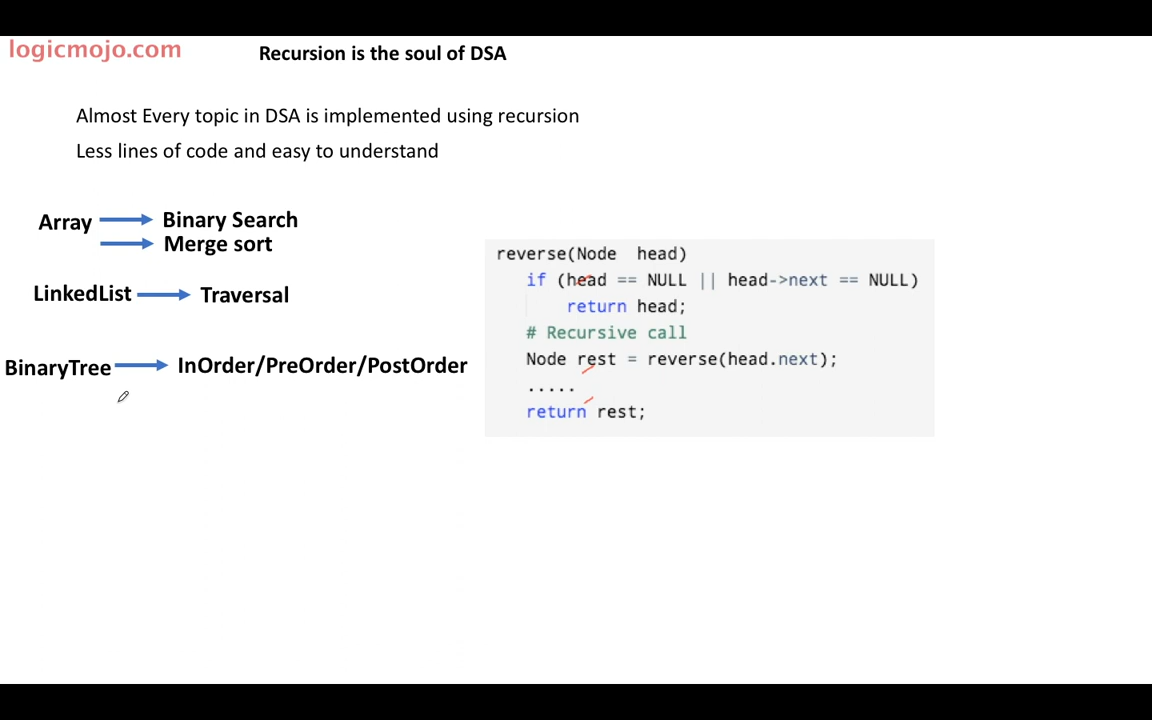 logicmojo.com
Recursion is the soul of DSA
Almost Every topic in DSA is implemented using recursion
Less lines of code and easy to understand
Array
Binary Search
Merge sort
LinkedList
Traversal
BinaryTree
InOrder/PreOrder/PostOrder
reverse(Node head)
if (head == NULL || head->next == NULL)
return head;
# Recursive call
Node rest = reverse(head.next);
.....
return rest;